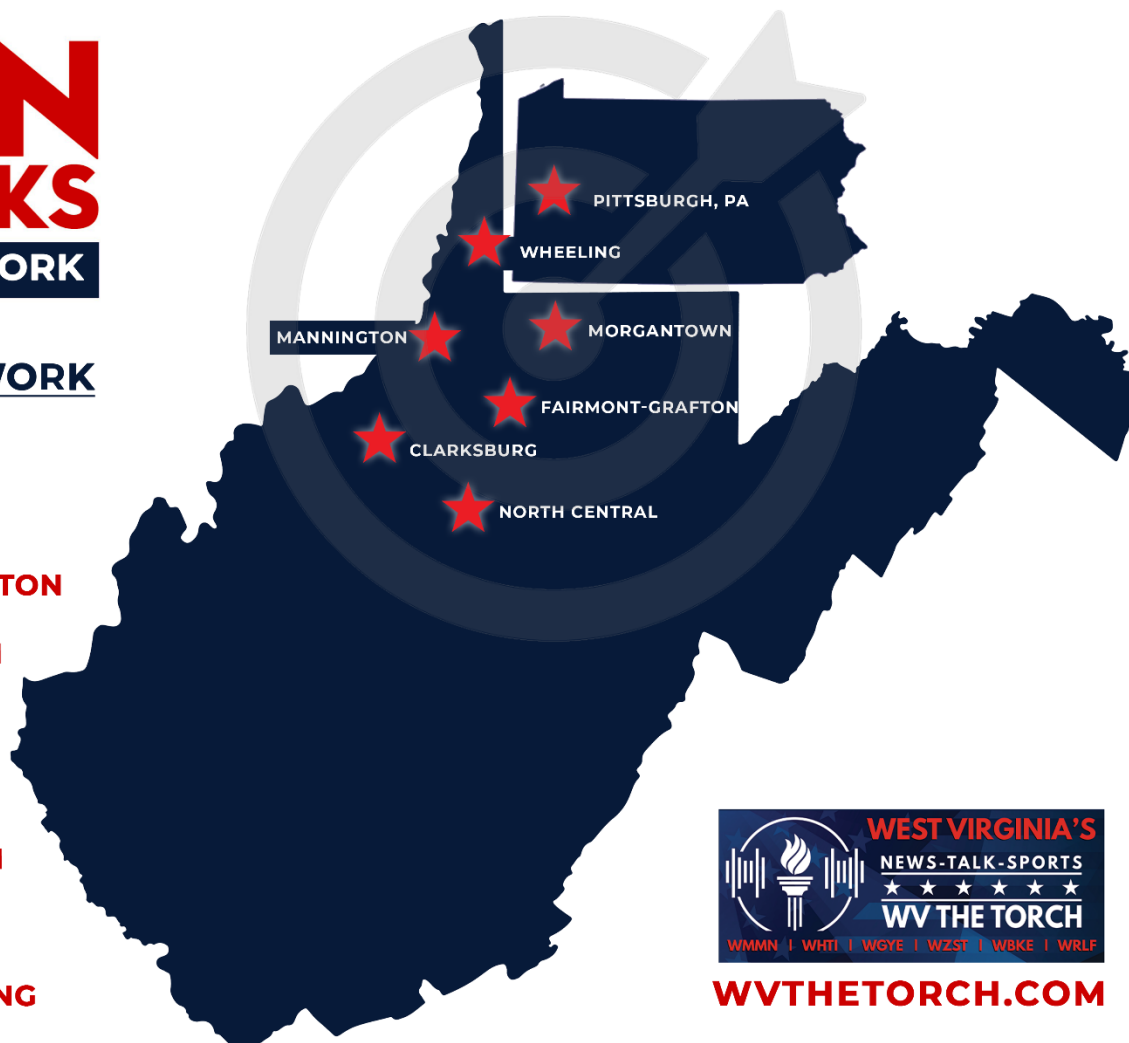 N
KS
ORK
WORK
TON
NG
PITTSBURGH, PA
WHEELING
MANNINGTON
MORGANTOWN
FAIRMONT-GRAFTON
CLARKSBURG
NORTH CENTRAL
WEST VIRGINIA'S
NEWS-TALK-SPORTS
WV THE TORCH
WMMN | WHTI | WGYE | WZST | WBKE | WRLF
WVTHETORCH.COM